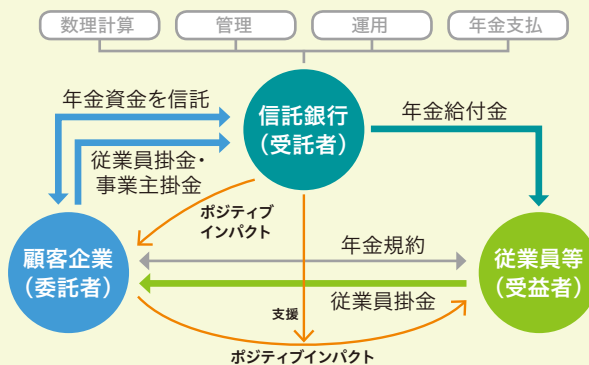 数理計算
管理
運用
年金支払
年金資金を信託
信託銀行
（受託者）
年金給付金
従業員掛金・
事業主掛金
ポジティブ
インパクト
顧客企業
（委託者）
年金規約
従業員等
（受益者）
従業員掛金
支援
ポジティブインパクト